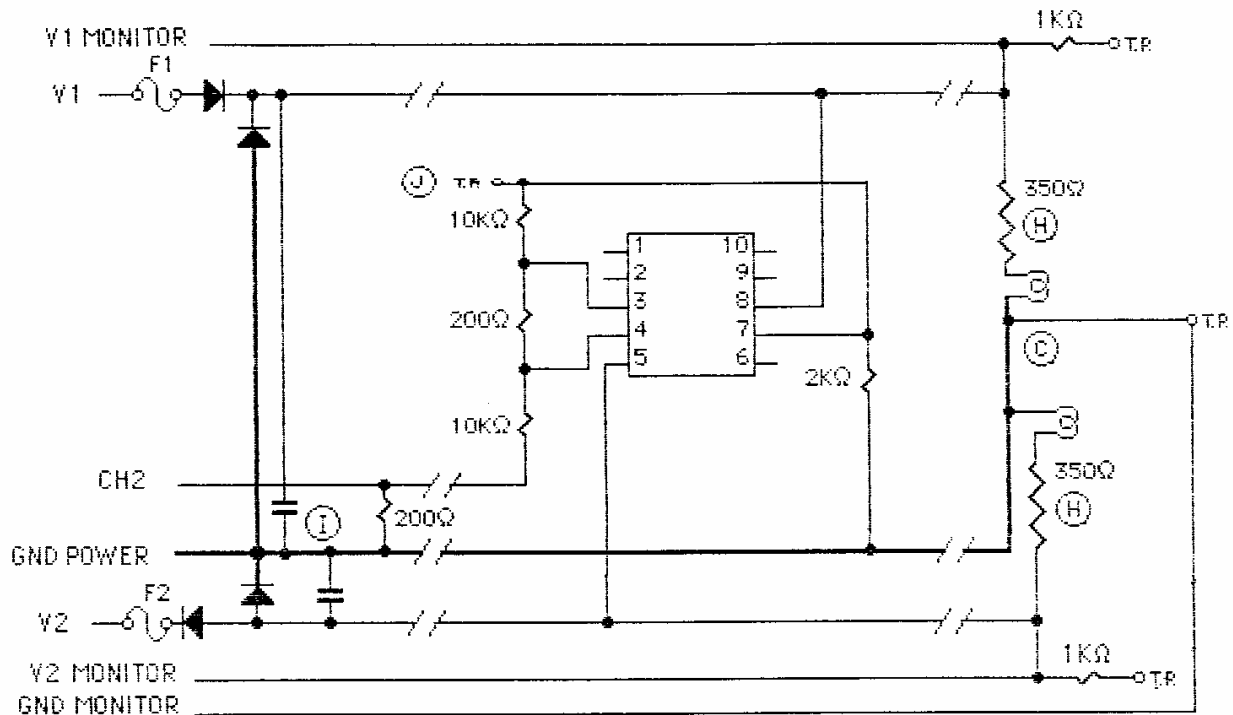 1KΩ
V1 MONITOR
T.P.
F1
V1
J T.P.
350Ω
10KΩ
H
1 10
2 9
3 8
200Ω
4 7
T.P.
5 6
C
2KΩ
10KΩ
CH2
350Ω
I
200Ω
H
GND POWER
F2
V2
1KΩ
V2 MONITOR
T.P.
GND MONITOR